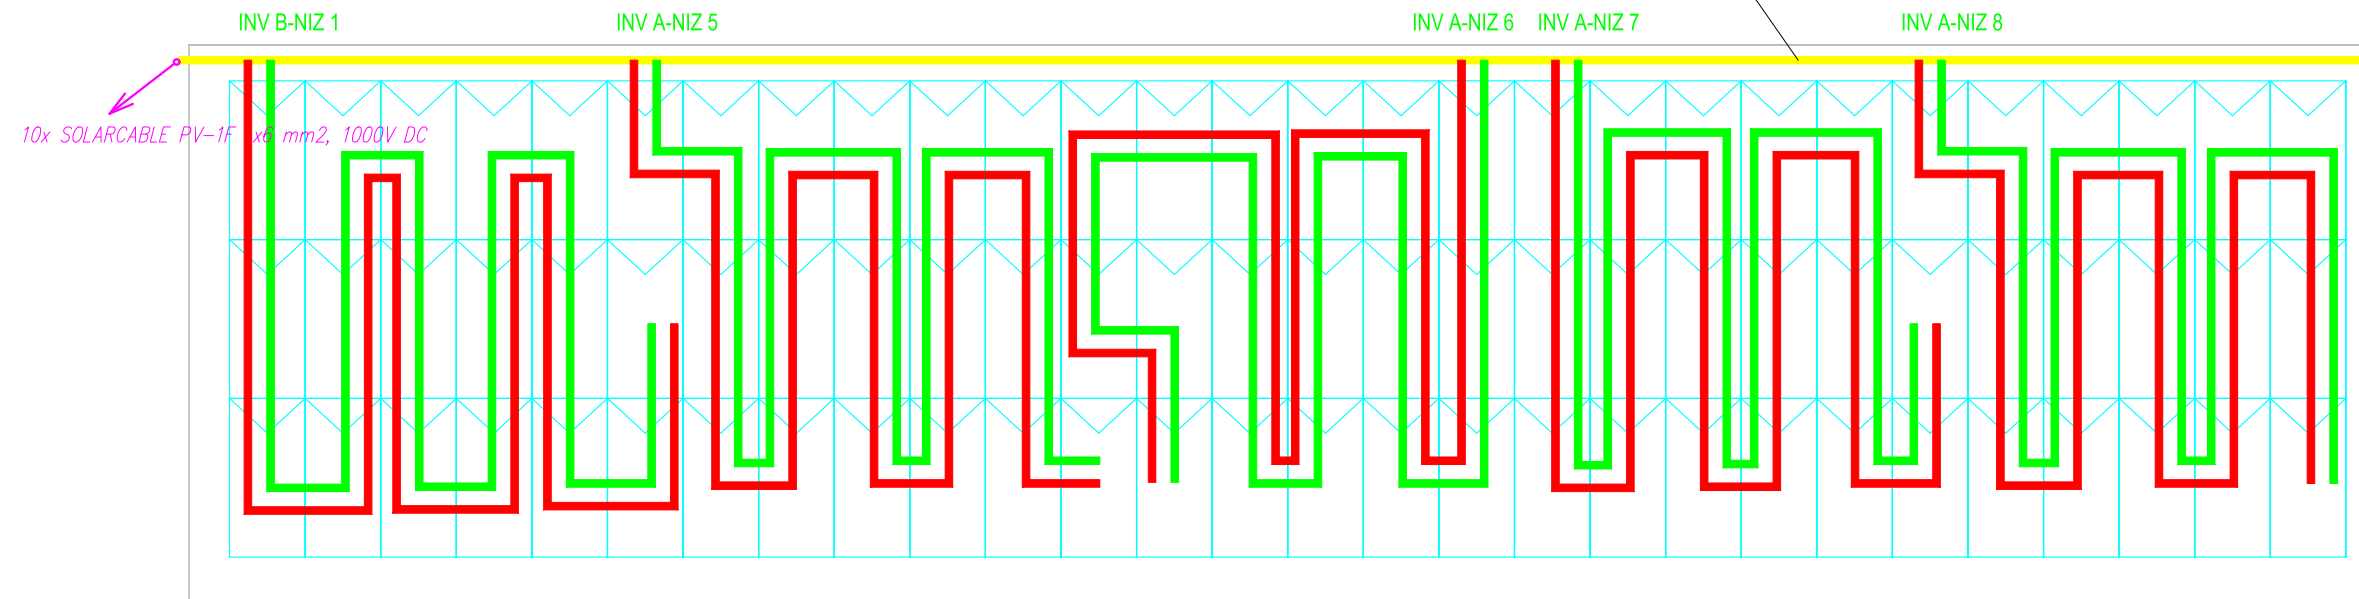 INV B-NIZ 1
INV A-NIZ 5
INV A-NIZ 6
INV A-NIZ 7
INV A-NIZ 8
10x SOLARCABLE PV-1F x6 mm2, 1000V DC